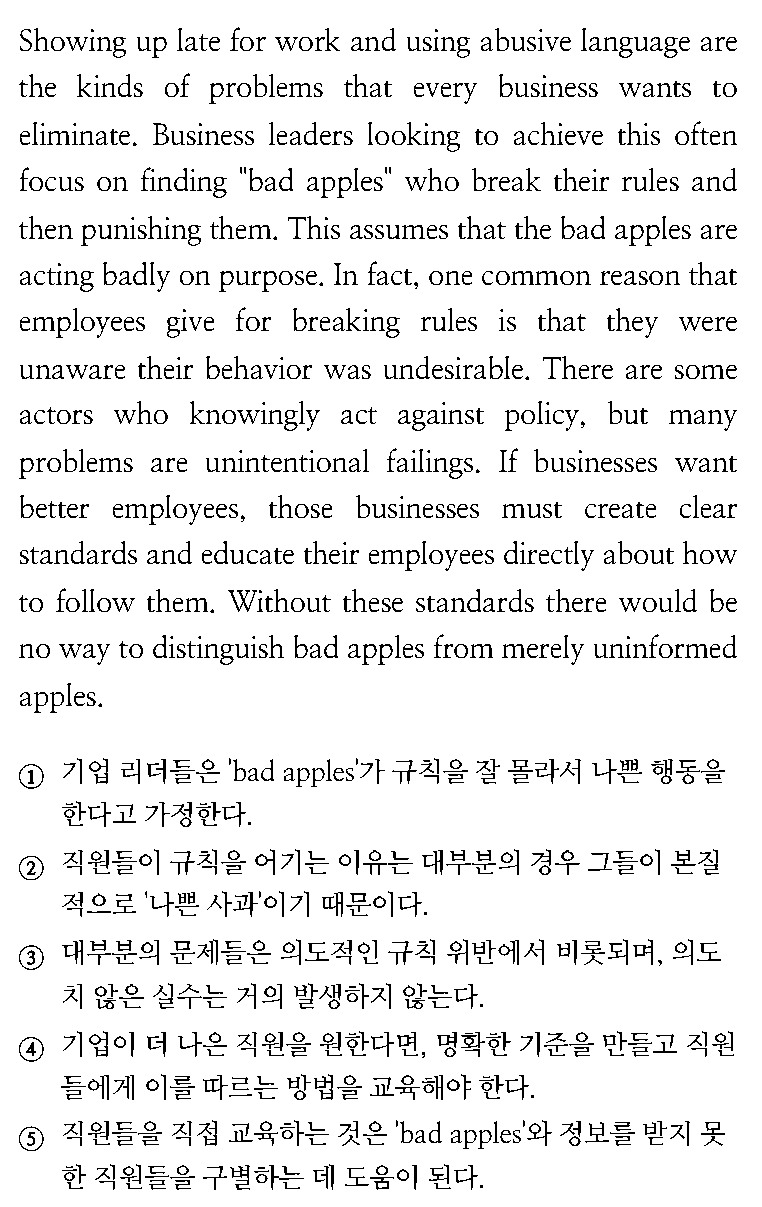 Showing up late for work and using abusive language are
the kinds of problems that every business wants to
eliminate. Business leaders looking to achieve this often
focus on finding "bad apples" who break their rules and
then punishing them. This assumes that the bad apples are
acting badly on purpose. In fact, one common reason that
employees give for breaking rules is that they were
unaware their behavior was undesirable. There are some
actors who knowingly act against policy, but many
problems are unintentional failings. If businesses want
better employees, those businesses must create clear
standards and educate their employees directly about how
to follow them. Without these standards there would be
no way to distinguish bad apples from merely uninformed
apples.
① 기업 리더들은 'bad apples'가 규칙을 잘 몰라서 나쁜 행동을
한다고 가정한다.
② 직원들이 규칙을 어기는 이유는 대부분의 경우 그들이 본질
적으로 '나쁜 사과'이기 때문이다.
③ 대부분의 문제들은 의도적인 규칙 위반에서 비롯되며, 의도
치 않은 실수는 거의 발생하지 않는다.
④ 기업이 더 나은 직원을 원한다면, 명확한 기준을 만들고 직원
들에게 이를 따르는 방법을 교육해야 한다.
⑤ 직원들을 직접 교육하는 것은 'bad apples'와 정보를 받지 못
한 직원들을 구별하는 데 도움이 된다.